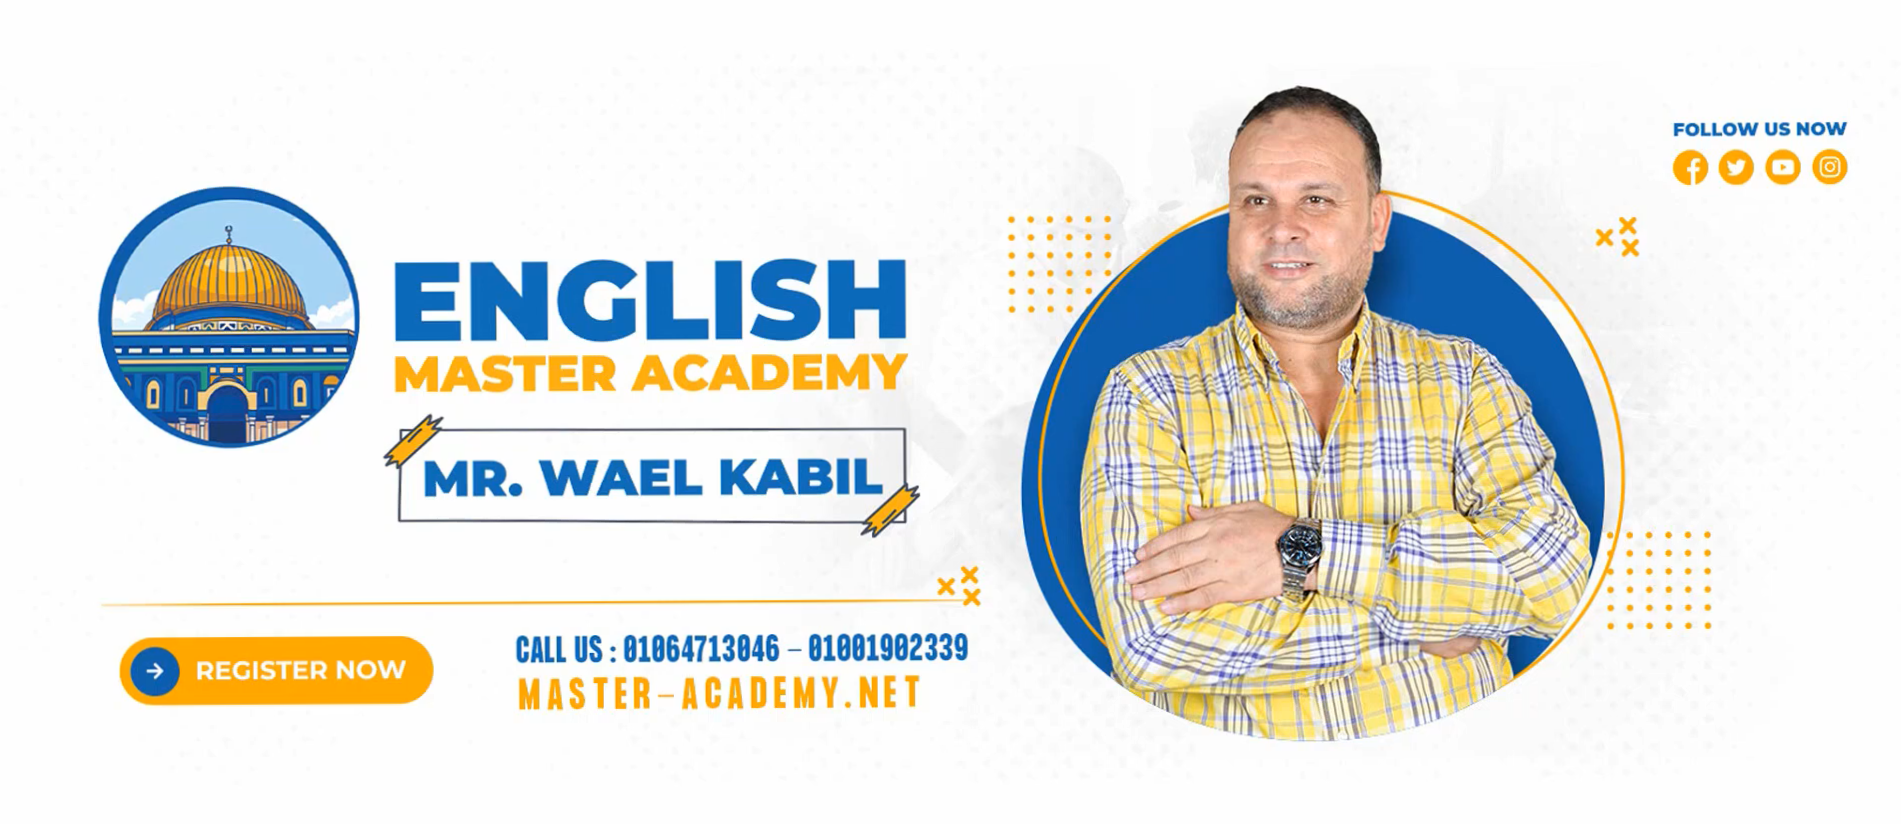 FOLLOW US NOW
ENGLISH
MASTER ACADEMY
MR. WAEL KABIL
REGISTER NOW
CALL US : 01064713046 - 01001902339
MASTER-ACADEMY.NET